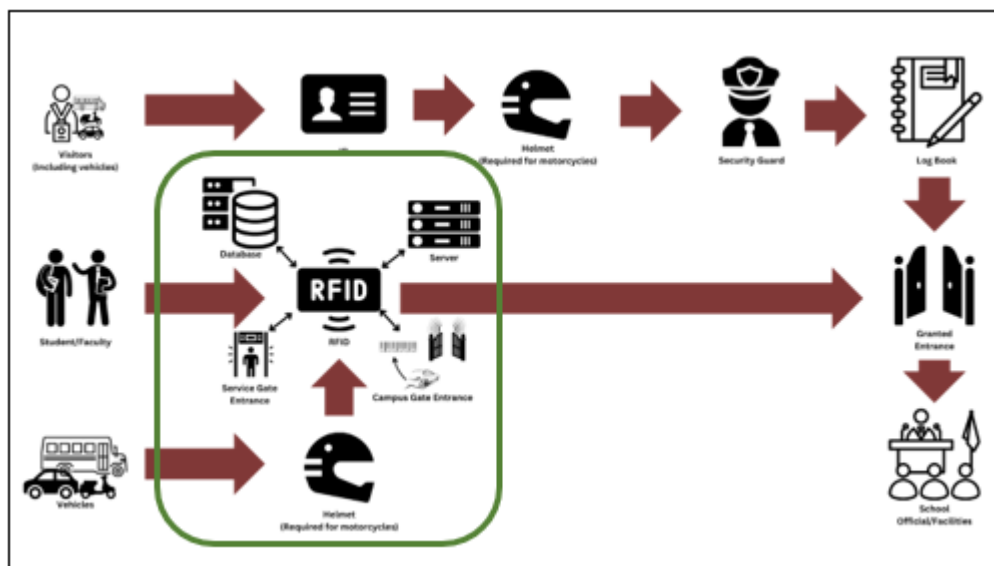 Visitors
(Including vehicles)
Helmet
(Required for motorcycles)
Security Guard
Log Book
Database
Server
RFID
RFID
Student/Faculty
Service Gate
Entrance
Campus Gate Entrance
Granted
Entrance
Vehicles
Helmet
(Required for motorcycles)
School
Official/Facilities